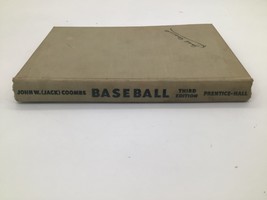 JOHN W. (JACK) COOMBS BASEBALL THIRD
EDITION PRENTICE-HALL